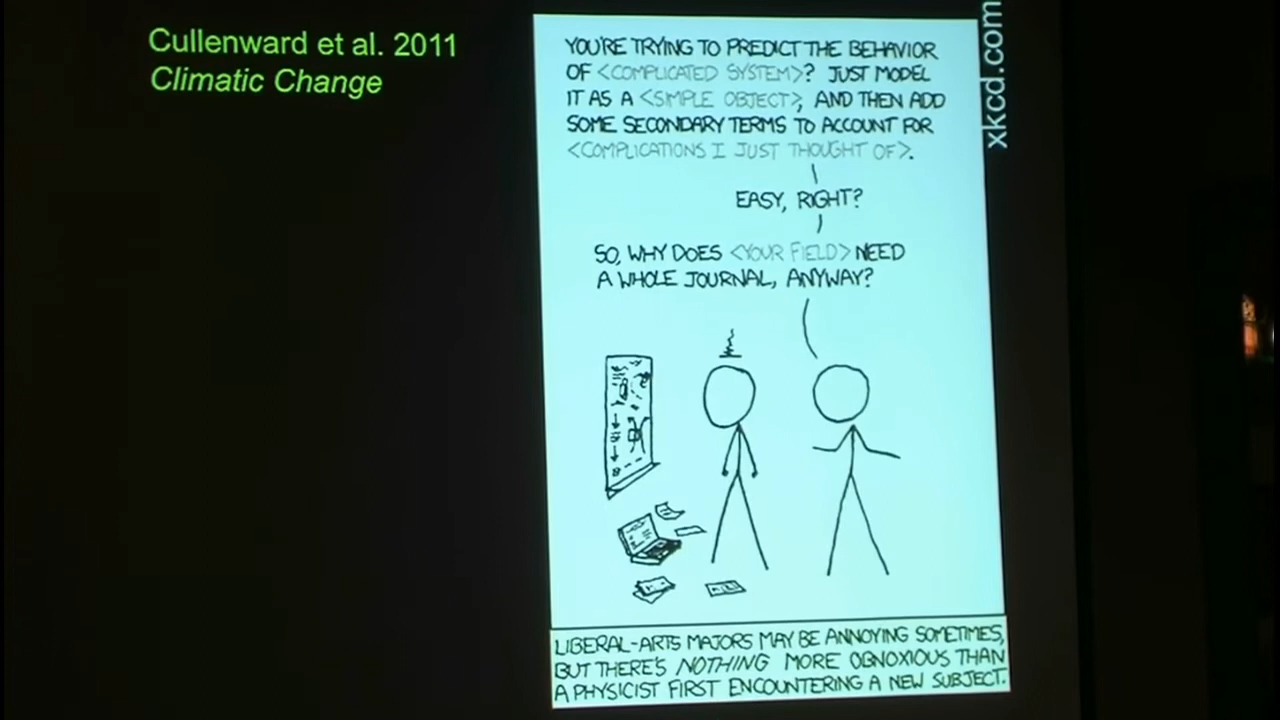 Cullenward et al. 2011
Climatic Change
YOU'RE TRYING TO PREDICT THE BEHAVIOR
OF <COMPLICATED SYSTEM>? JUST MODEL
IT AS A <SIMPLE OBJECT>, AND THEN ADD
SOME SECONDARY TERMS TO ACCOUNT FOR
<COMPLICATIONS I JUST THOUGHT OF>.
EASY, RIGHT?
SO, WHY DOES <YOUR FIELD> NEED
A WHOLE JOURNAL, ANYWAY?
LIBERAL-ARTS MAJORS MAY BE ANNOYING SOMETIMES,
BUT THERE'S NOTHING MORE OBNOXIOUS THAN
A PHYSICIST FIRST ENCOUNTERING A NEW SUBJECT.
xkcd.com